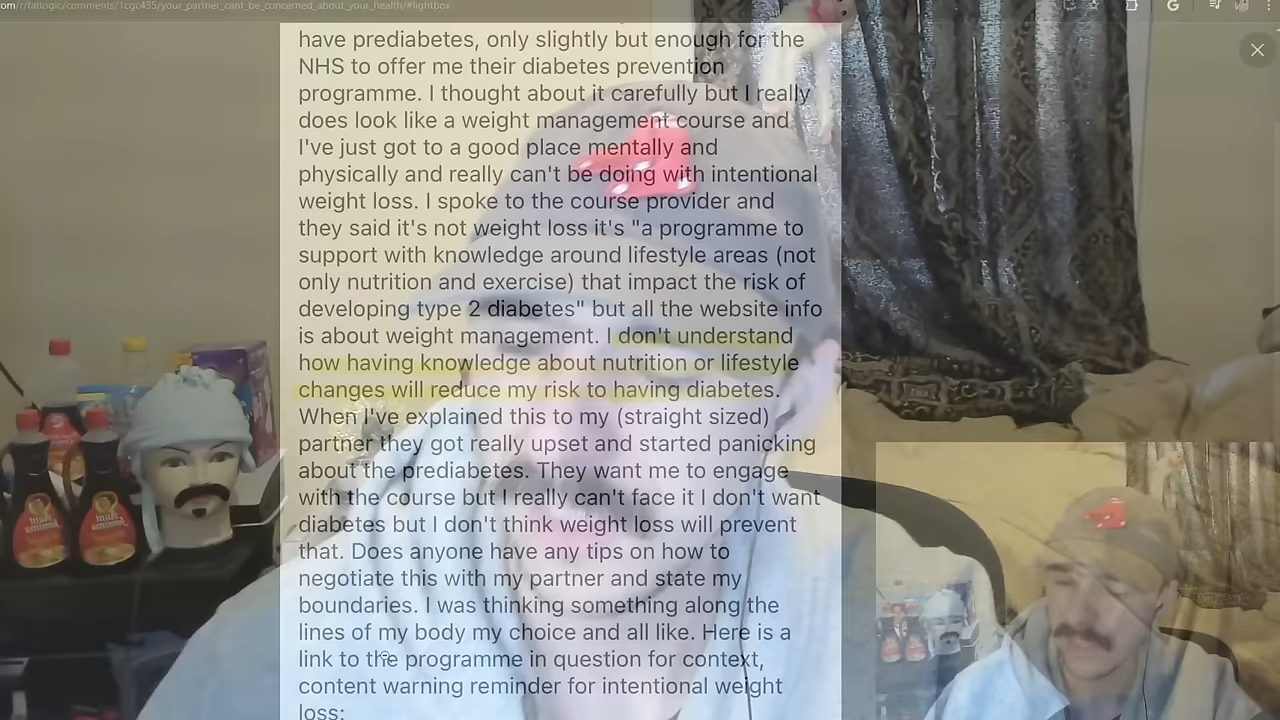 om/r/fatlogic/comments/1cgc435/your_partner_cant_be_concerned_about_your_health/#lightbox
have prediabetes, only slightly but enough for the
NHS to offer me their diabetes prevention
programme. I thought about it carefully but I really
does look like a weight management course and
I've just got to a good place mentally and
physically and really can't be doing with intentional
weight loss. I spoke to the course provider and
they said it's not weight loss it's "a programme to
support with knowledge around lifestyle areas (not
only nutrition and exercise) that impact the risk of
developing type 2 diabetes" but all the website info
is about weight management. I don't understand
how having knowledge about nutrition or lifestyle
changes will reduce my risk to having diabetes.
When I've explained this to my (straight sized)
partner they got really upset and started panicking
about the prediabetes. They want me to engage
with the course but I really can't face it I don't want
diabetes but I don't think weight loss will prevent
that. Does anyone have any tips on how to
negotiate this with my partner and state my
boundaries. I was thinking something along the
lines of my body my choice and all like. Here is a
link to the programme in question for context,
content warning reminder for intentional weight
loss: